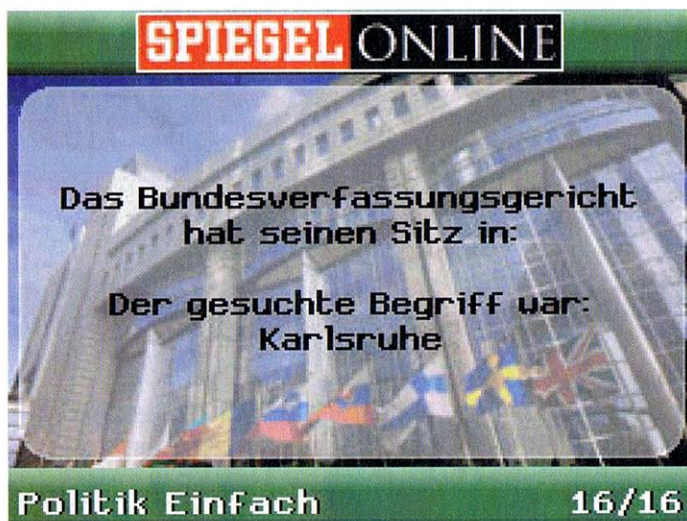 SPIEGEL ONLINE
Das Bundesverfassungsgericht
hat seinen Sitz in:
Der gesuchte Begriff war:
Karlsruhe
Politik Einfach 16/16